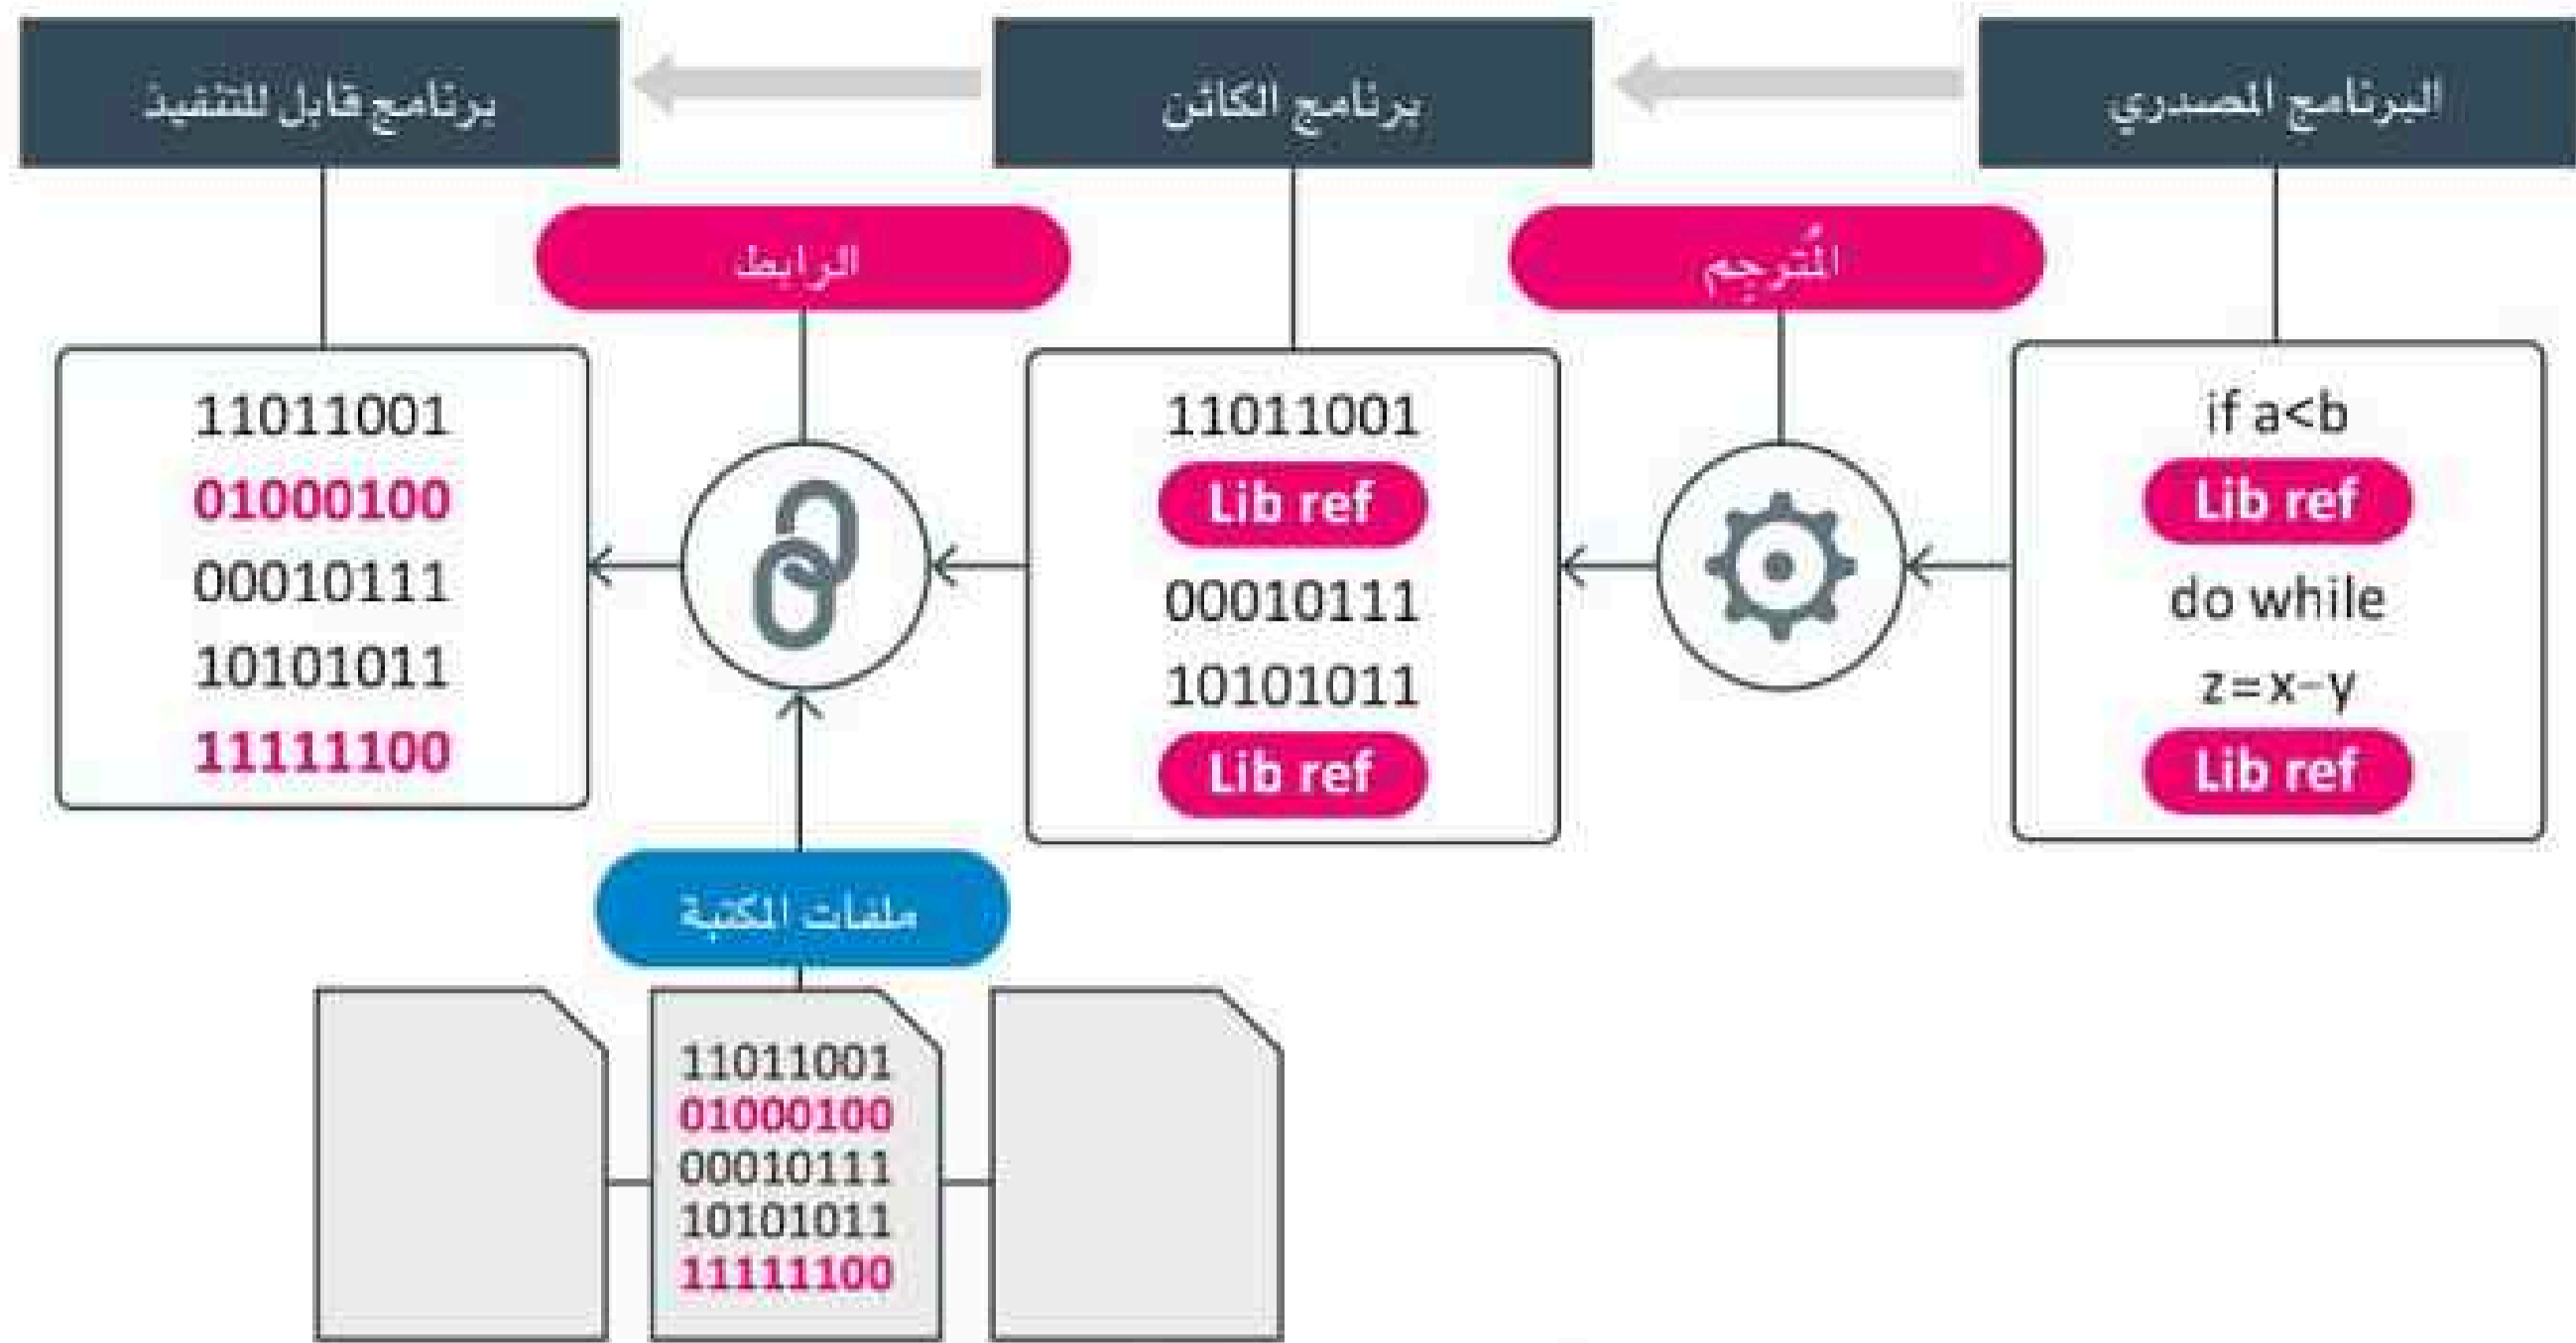 البرنامج المصدري
برنامج الكائن
برنامج قابل للتنفيذ
المُترجِم
الرابط
if a<b
Lib ref
do while
z=x-y
Lib ref
11011001
Lib ref
00010111
10101011
Lib ref
11011001
01000100
00010111
10101011
11111100
ملفات المكتبة
11011001
01000100
00010111
10101011
11111100